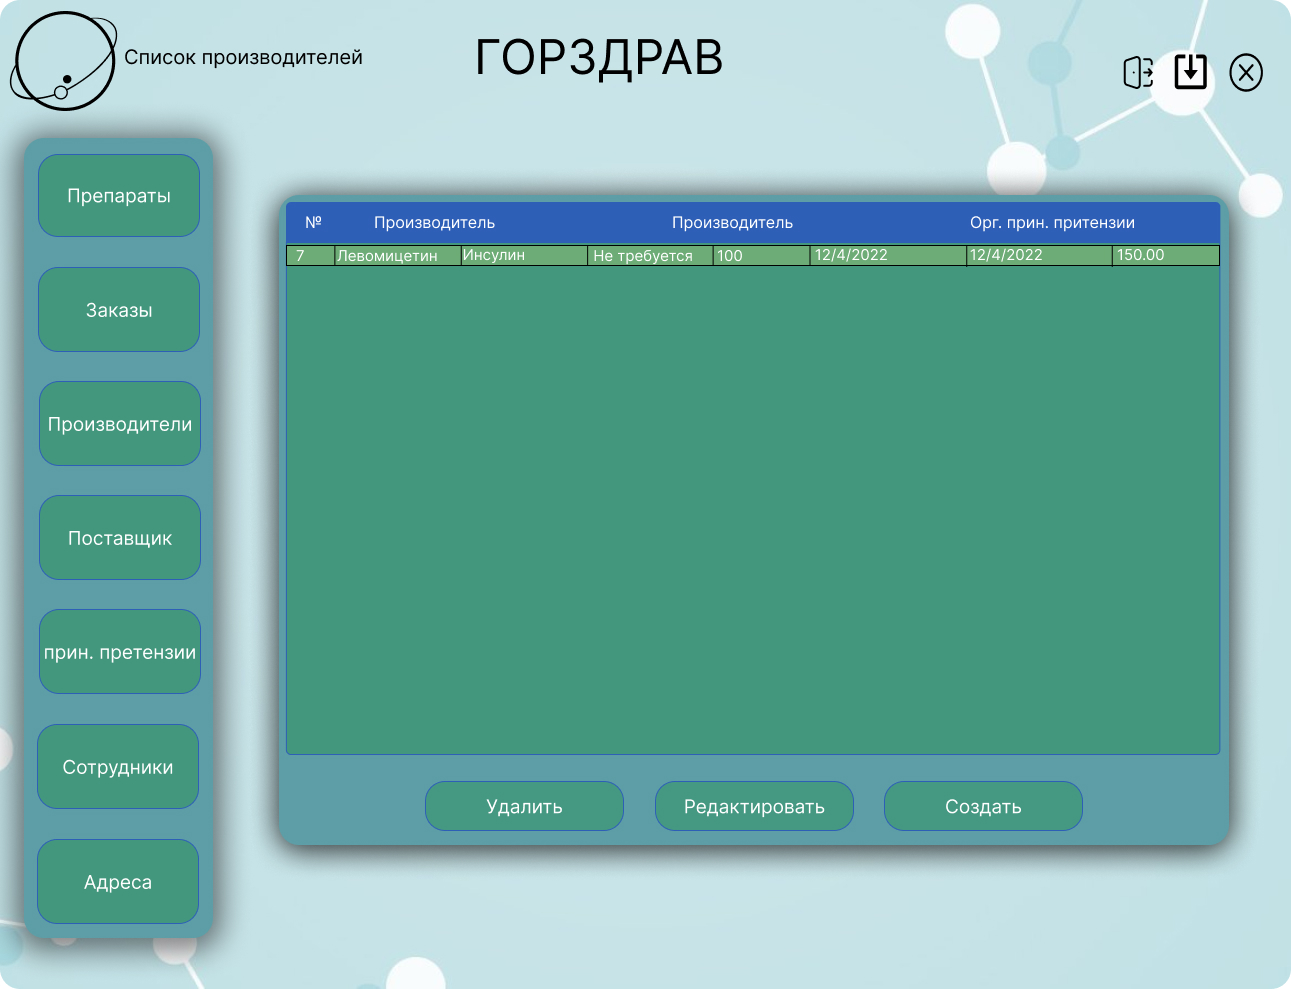 Список производителей
ГОРЗДРАВ
Препараты
Заказы
Производители
Поставщик
прин. претензии
Сотрудники
Адреса
№ Производитель Производитель Орг. прин. притензии
7 Левомицетин Инсулин Не требуется 100 12/4/2022 12/4/2022 150.00
Удалить Редактировать Создать